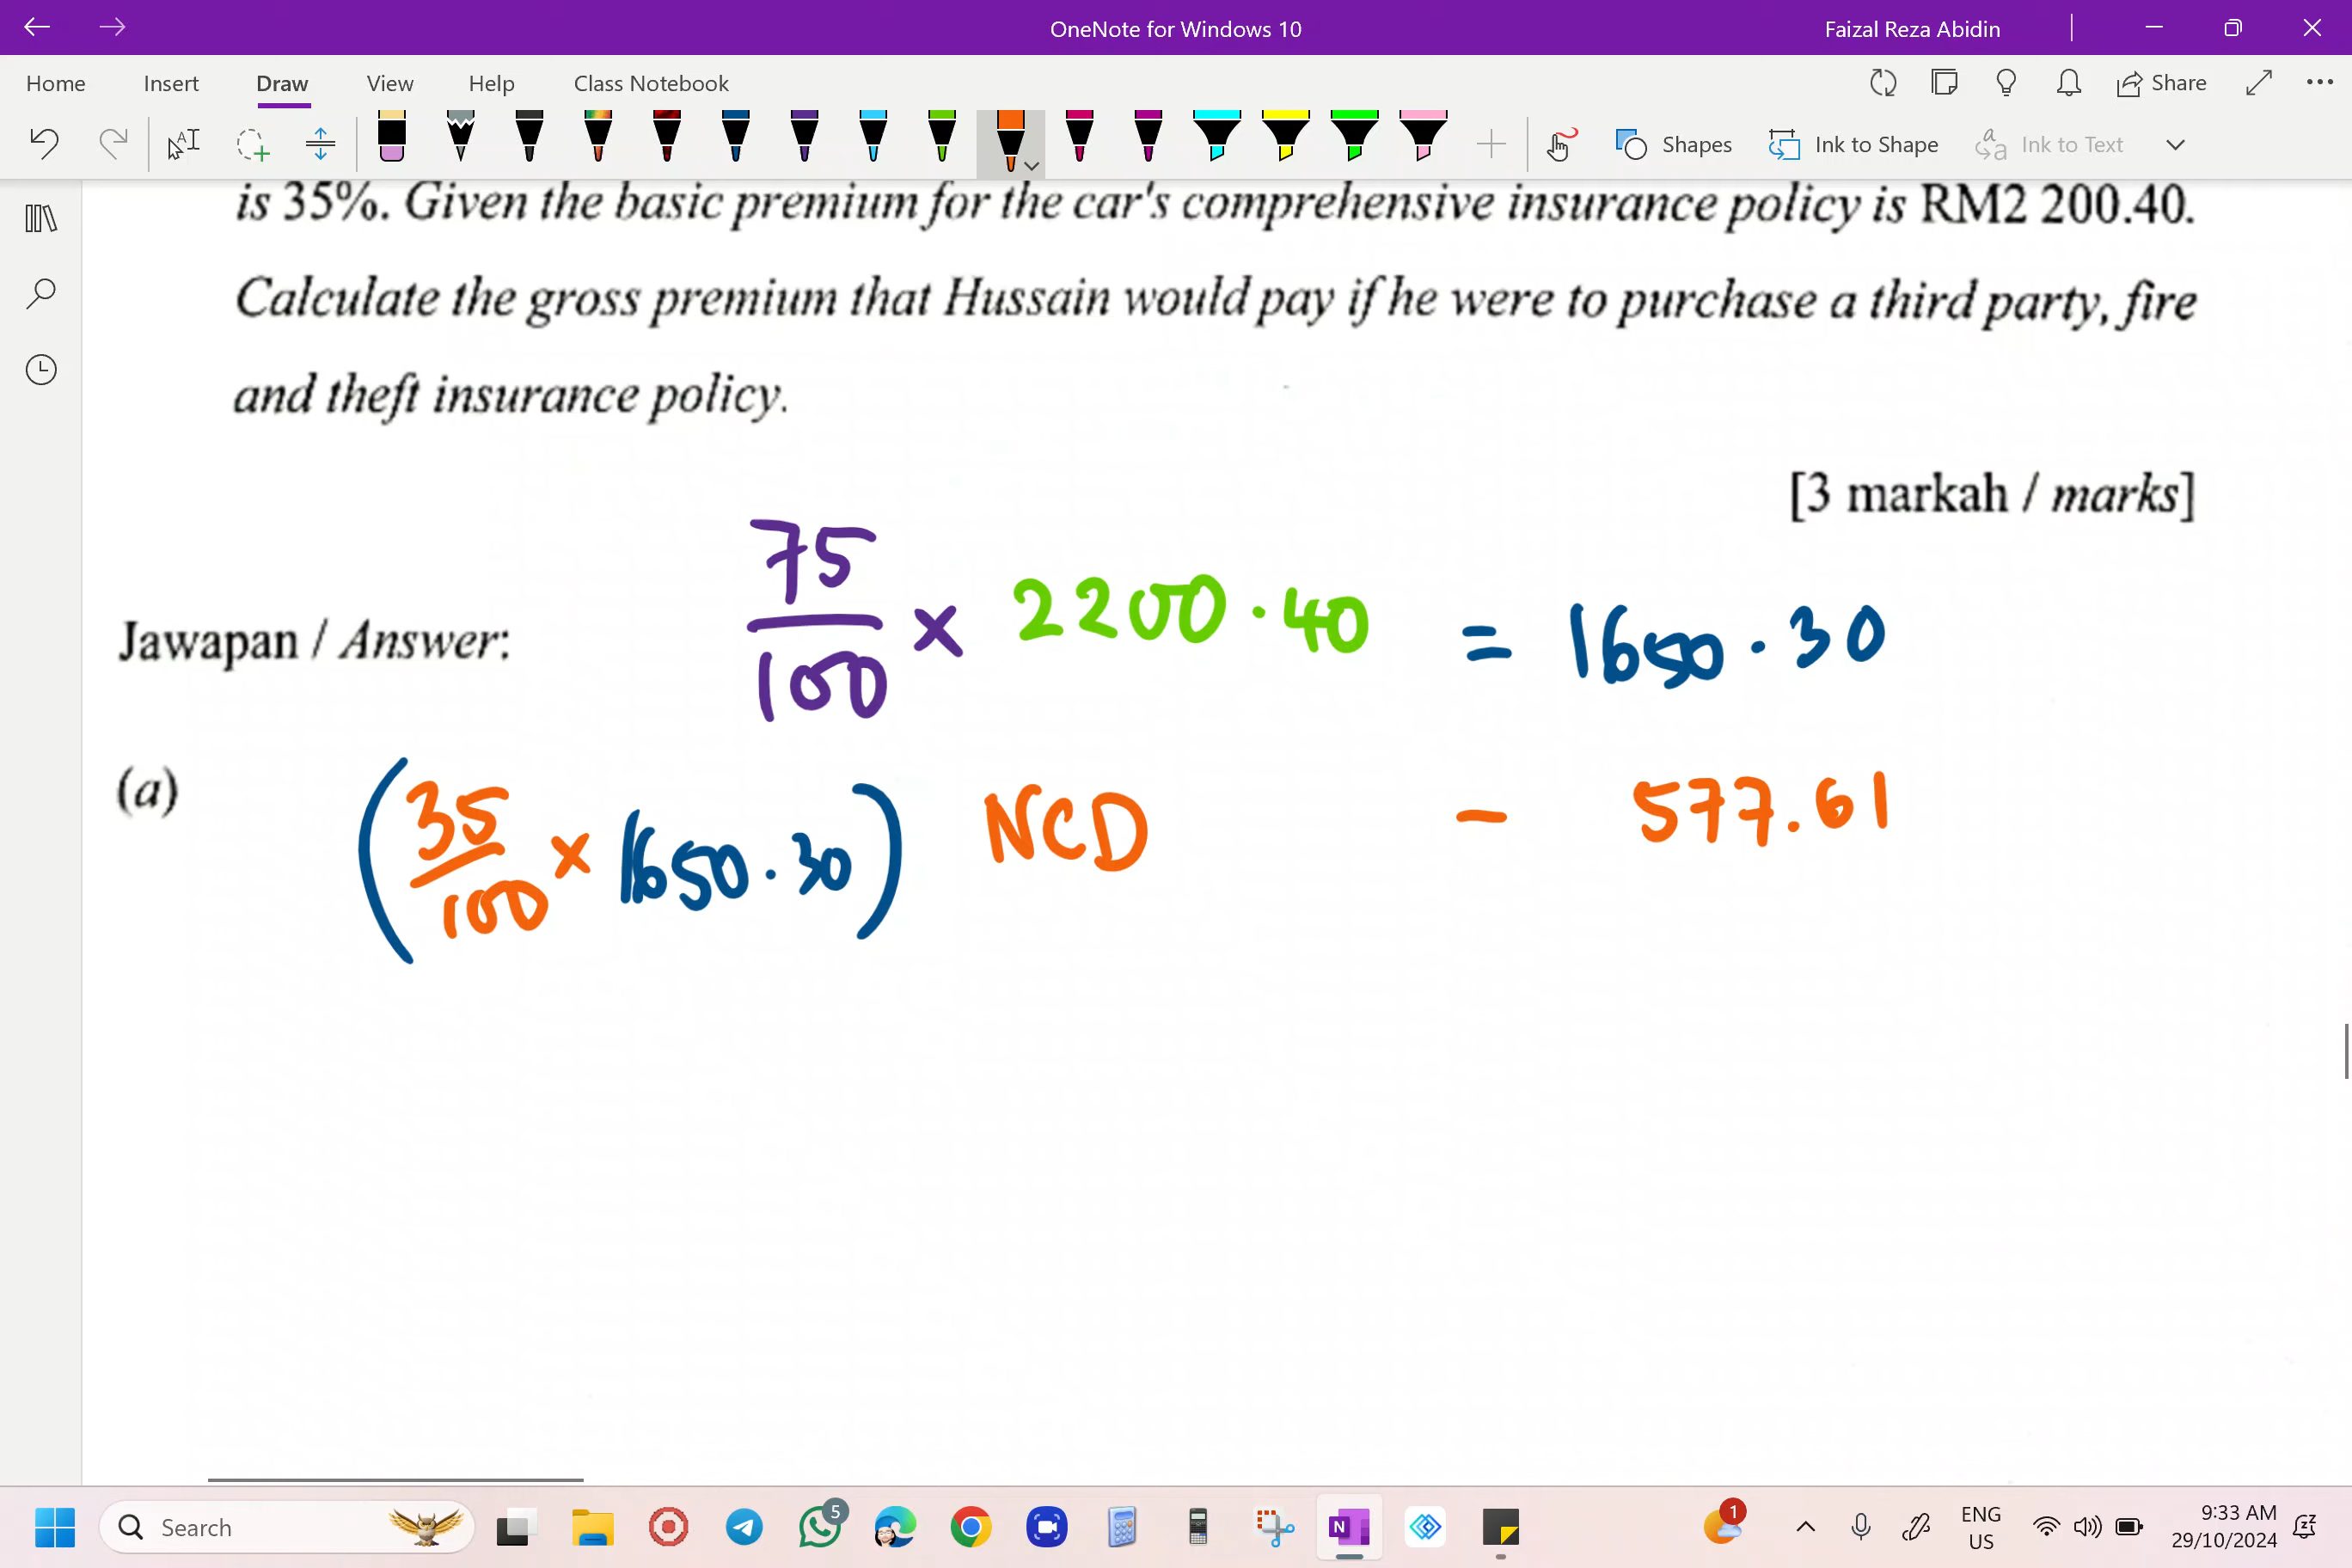 OneNote for Windows 10
Faizal Reza Abidin
Home Insert Draw View Help Class Notebook Share
Shapes Ink to Shape Ink to Text
is 35%. Given the basic premium for the car's comprehensive insurance policy is RM2 200.40.
Calculate the gross premium that Hussain would pay if he were to purchase a third party, fire
and theft insurance policy.
[3 markah / marks]
Jawapan / Answer:
75/100 × 2200.40 = 1650.30
(a) (35/100 × 1650.30) NCD - 577.61
Search 5 1 ENG US 9:33 AM
29/10/2024